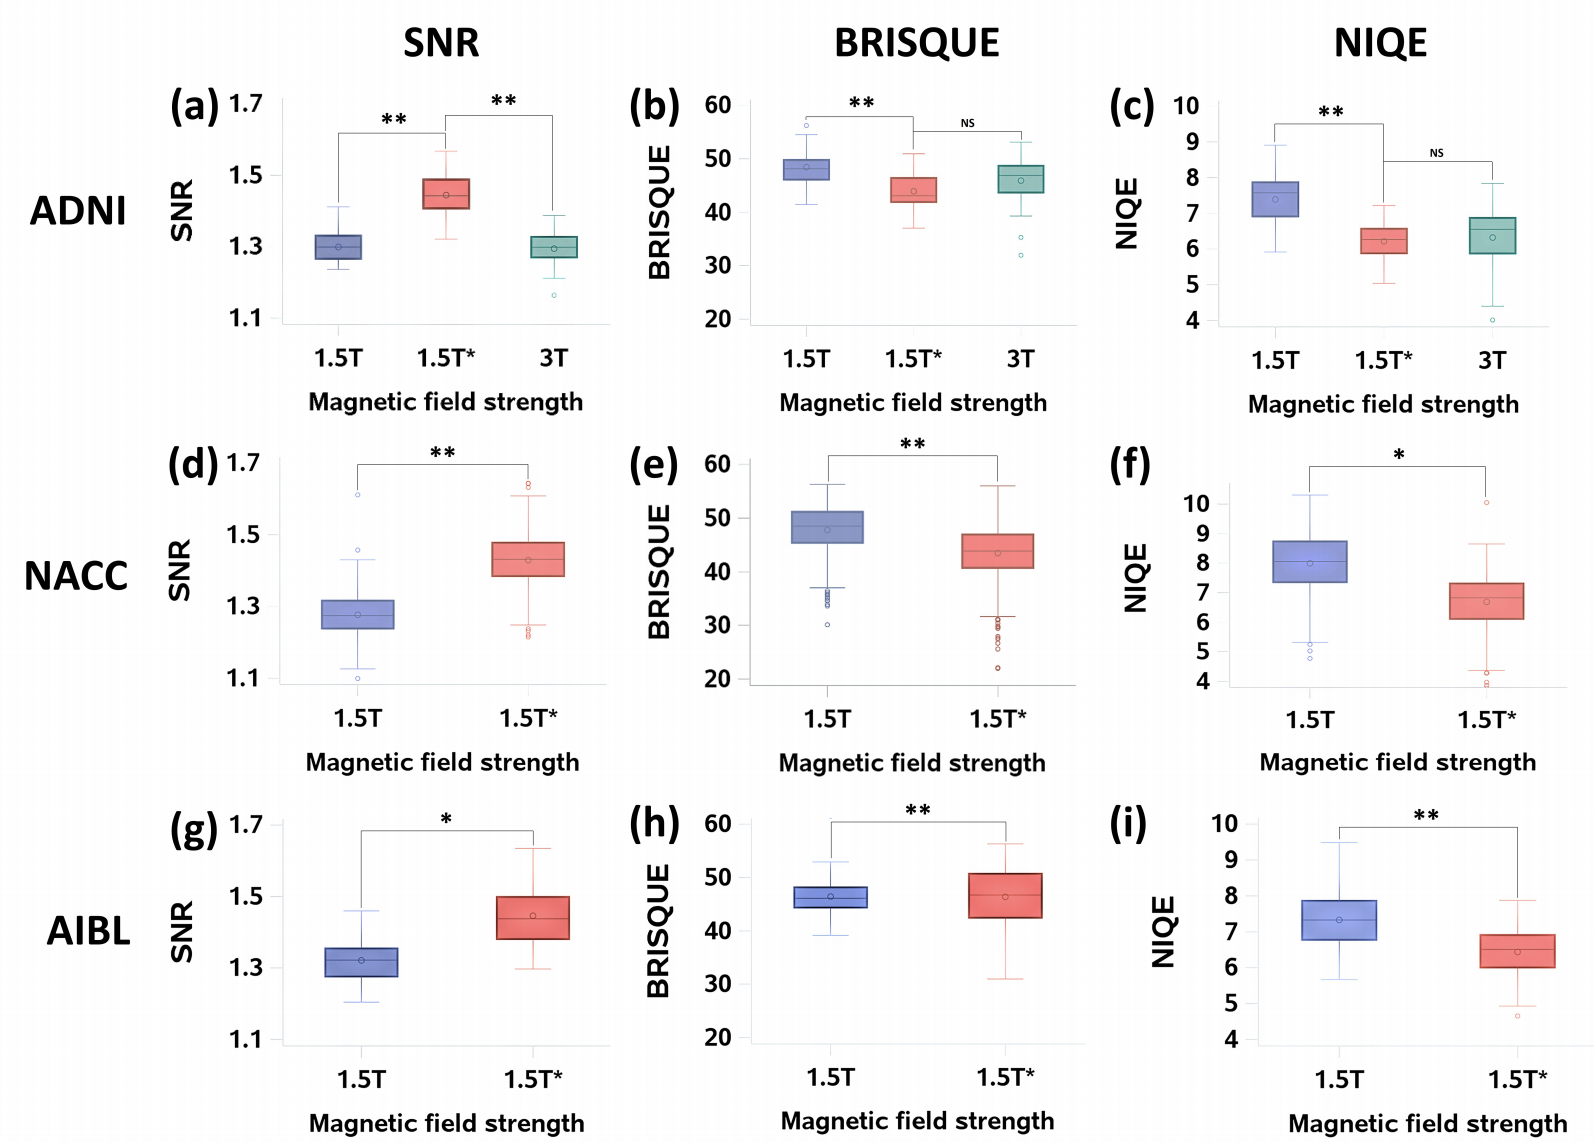 SNR BRISQUE NIQE
ADNI
(a)
**
**
SNR
1.7
1.5
1.3
1.1
1.5T 1.5T* 3T
Magnetic field strength
(b)
**
NS
BRISQUE
60
50
40
30
20
1.5T 1.5T* 3T
Magnetic field strength
(c)
**
NS
NIQE
10
9
8
7
6
5
4
1.5T 1.5T* 3T
Magnetic field strength
NACC
(d)
**
SNR
1.7
1.5
1.3
1.1
1.5T 1.5T*
Magnetic field strength
(e)
**
BRISQUE
60
50
40
30
20
1.5T 1.5T*
Magnetic field strength
(f)
*
NIQE
10
9
8
7
6
5
4
1.5T 1.5T*
Magnetic field strength
AIBL
(g)
*
SNR
1.7
1.5
1.3
1.1
1.5T 1.5T*
Magnetic field strength
(h)
**
BRISQUE
60
50
40
30
20
1.5T 1.5T*
Magnetic field strength
(i)
**
NIQE
10
9
8
7
6
5
4
1.5T 1.5T*
Magnetic field strength